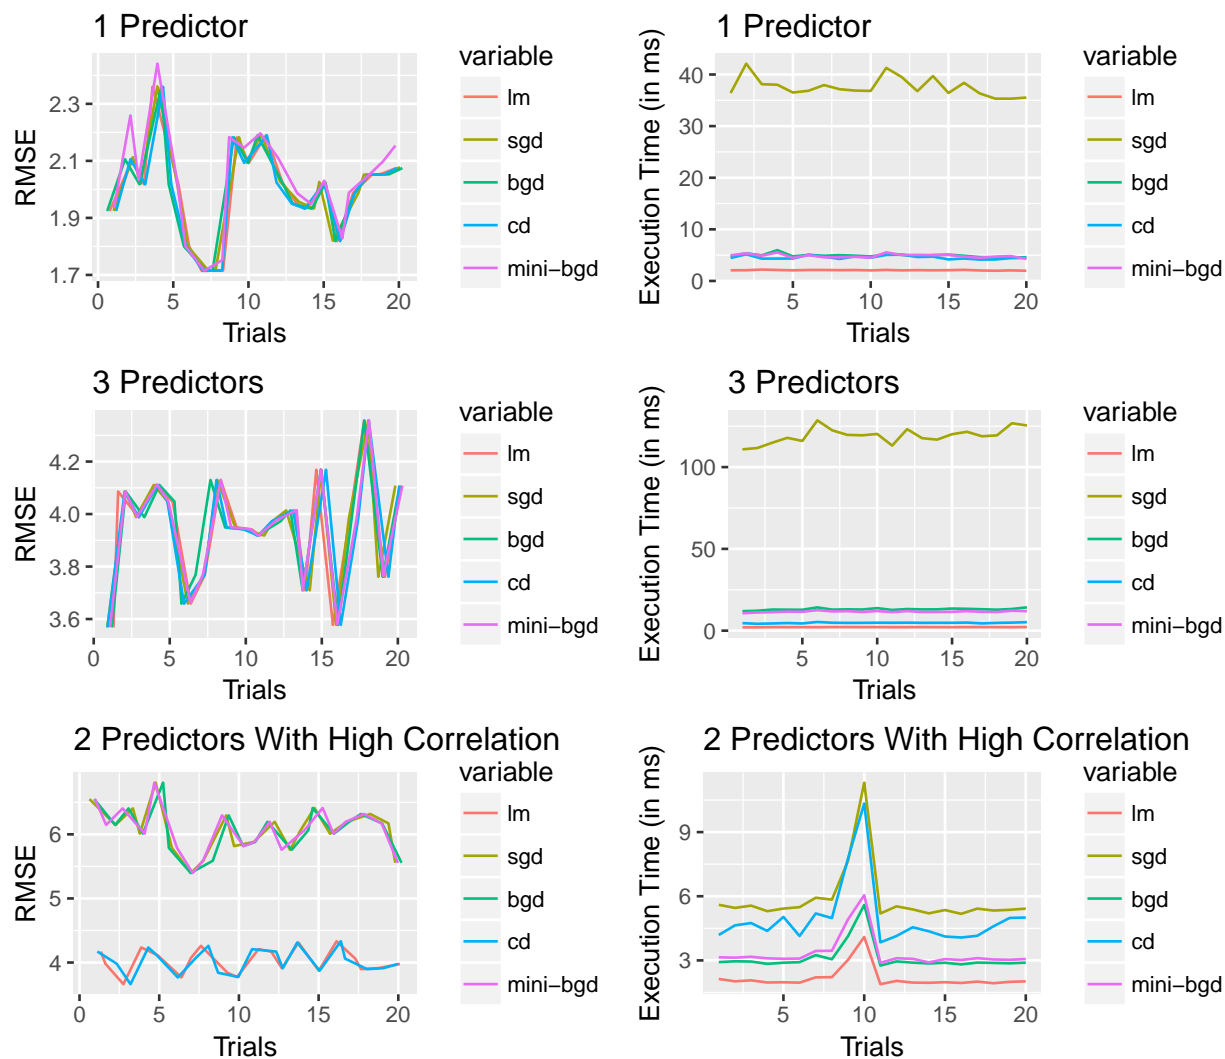 1 Predictor
RMSE
2.3
2.1
1.9
1.7
0 5 10 15 20
Trials
variable
lm
sgd
bgd
cd
mini−bgd
1 Predictor
Execution Time (in ms)
40
30
20
10
0
5 10 15 20
Trials
variable
lm
sgd
bgd
cd
mini−bgd
3 Predictors
RMSE
4.2
4.0
3.8
3.6
0 5 10 15 20
Trials
variable
lm
sgd
bgd
cd
mini−bgd
3 Predictors
Execution Time (in ms)
100
50
0
5 10 15 20
Trials
variable
lm
sgd
bgd
cd
mini−bgd
2 Predictors With High Correlation
RMSE
6
5
4
0 5 10 15 20
Trials
variable
lm
sgd
bgd
cd
mini−bgd
2 Predictors With High Correlation
Execution Time (in ms)
9
6
3
5 10 15 20
Trials
variable
lm
sgd
bgd
cd
mini−bgd